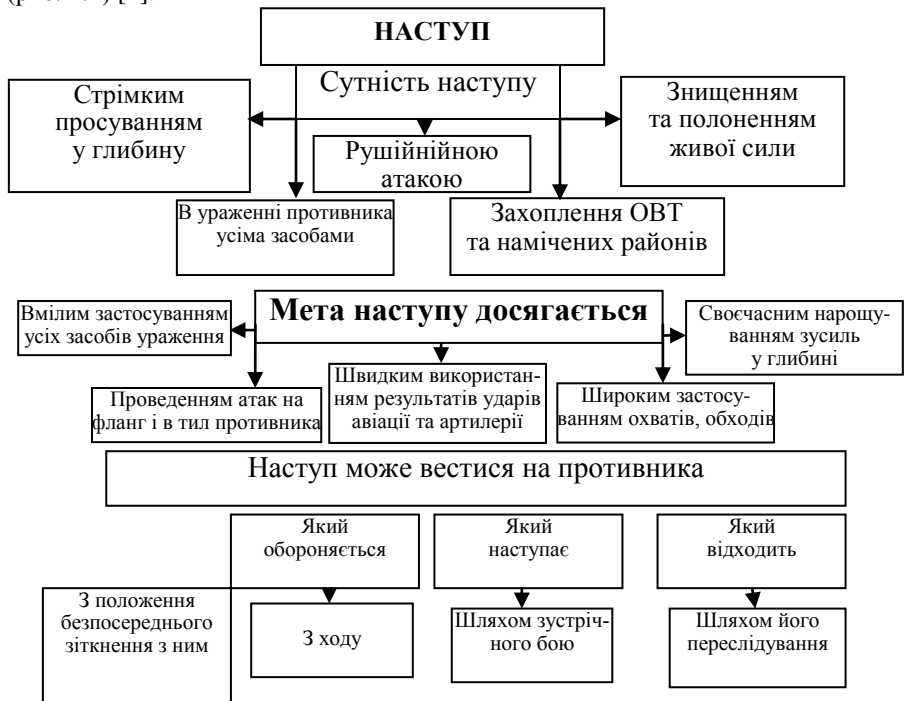 НАСТУП
Сутність наступу
Стрімким
просуванням
у глибину
Рушійнійною
атакою
Знищенням
та полоненням
живої сили
В ураженні противника
усіма засобами
Захоплення ОВТ
та намічених районів
Мета наступу досягається
Вмілим застосуванням
усіх засобів ураження
Своєчасним нарощу-
ванням зусиль
у глибині
Проведенням атак на
фланг і в тил противника
Швидким використан-
ням результатів ударів
авіації та артилерії
Широким застосу-
ванням охватів, обходів
Наступ може вестися на противника
Який
обороняється
Який
наступає
Який
відходить
З положення
безпосереднього
зіткнення з ним
З ходу
Шляхом зустріч-
ного бою
Шляхом його
переслідування